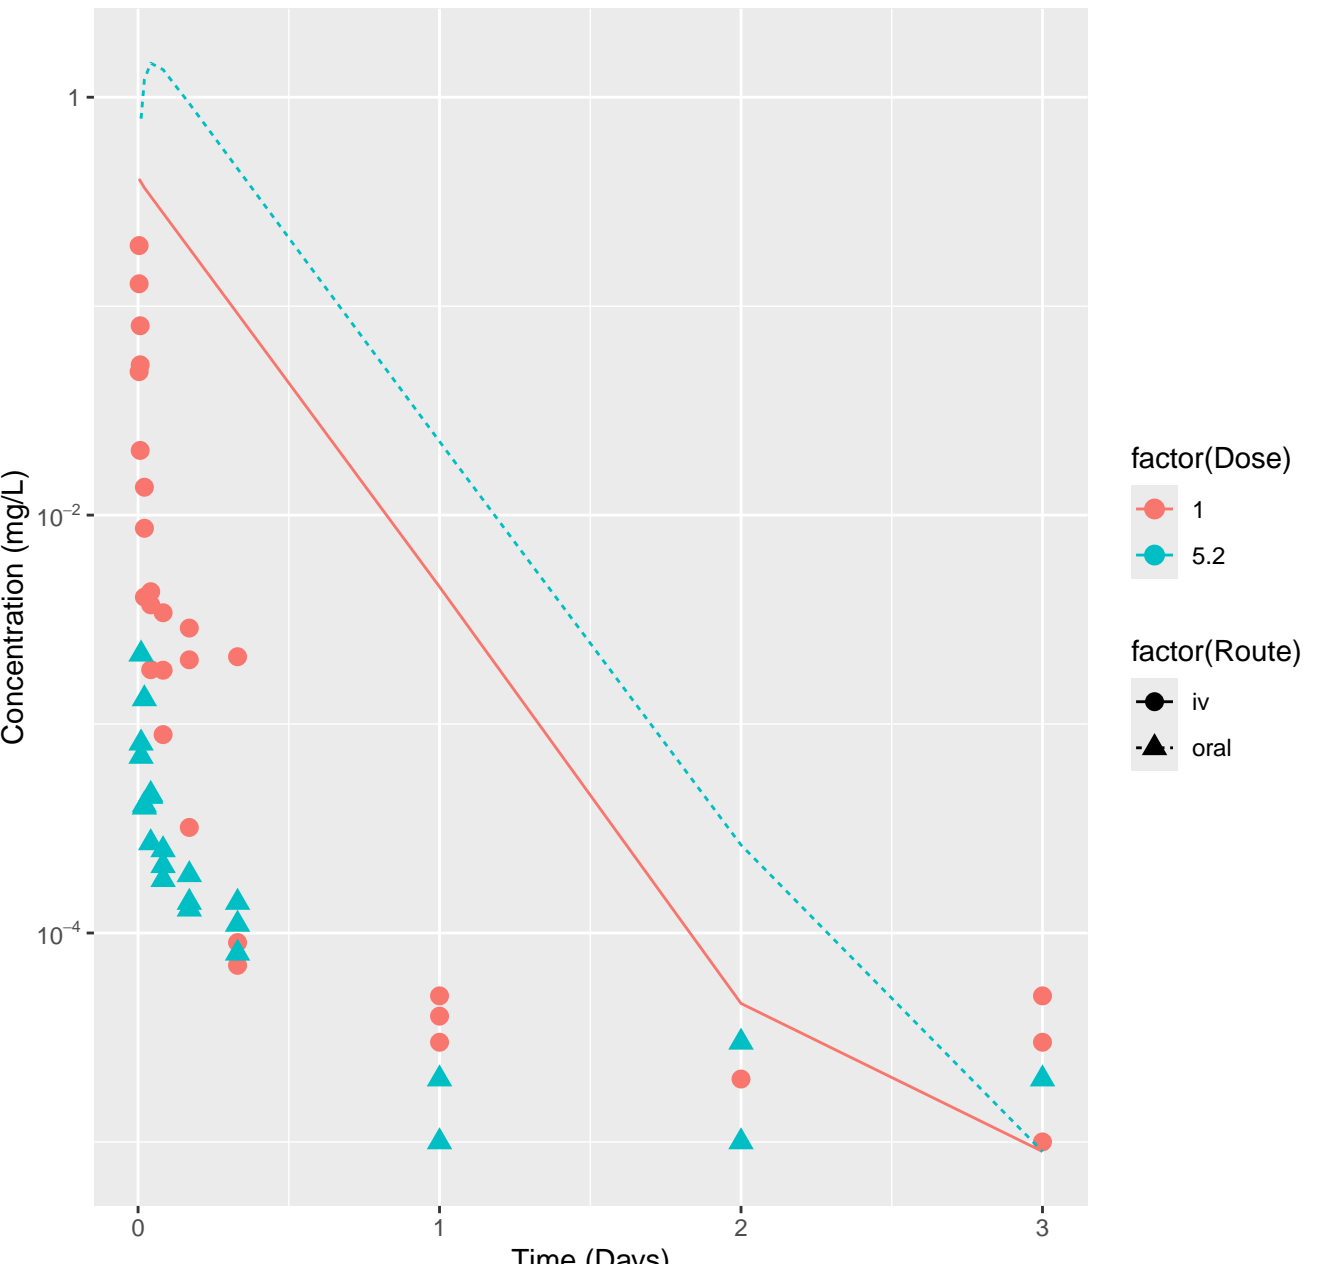 1
10⁻²
10⁻⁴
Concentration (mg/L)
0 1 2 3
Time (Days)
factor(Dose)
1
5.2
factor(Route)
iv
oral